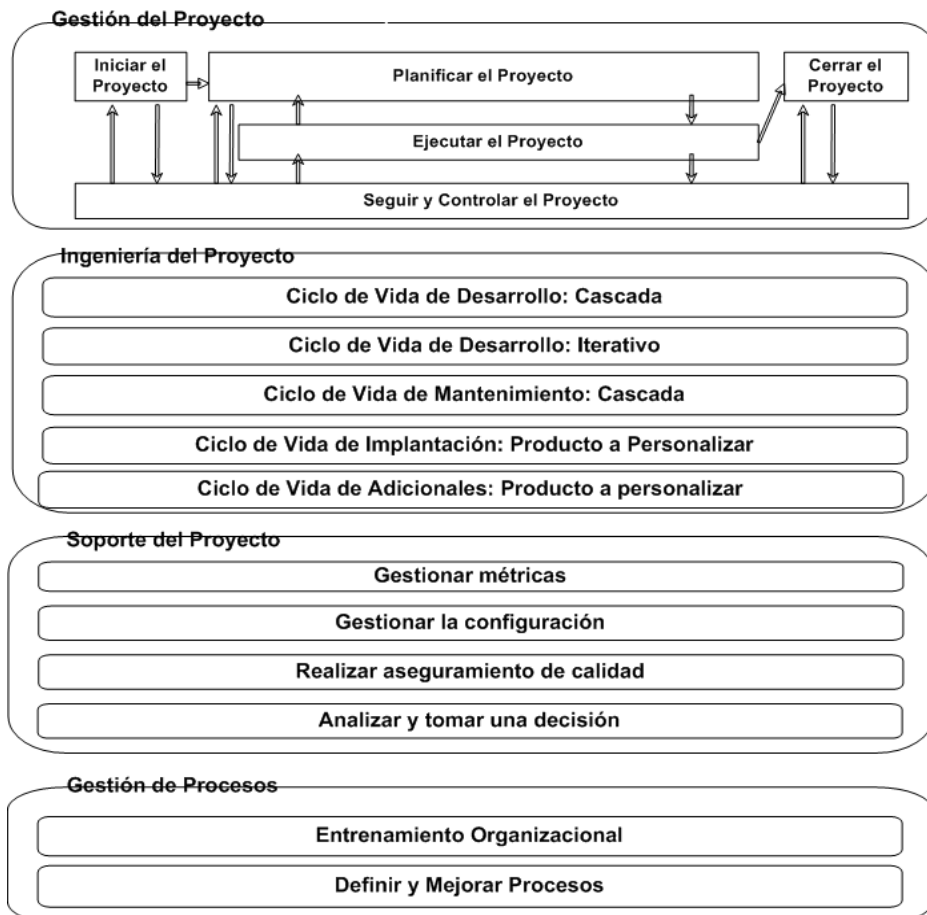 Gestión del Proyecto
Iniciar el
Proyecto
Planificar el Proyecto
Cerrar el
Proyecto
Ejecutar el Proyecto
Seguir y Controlar el Proyecto
Ingeniería del Proyecto
Ciclo de Vida de Desarrollo: Cascada
Ciclo de Vida de Desarrollo: Iterativo
Ciclo de Vida de Mantenimiento: Cascada
Ciclo de Vida de Implantación: Producto a Personalizar
Ciclo de Vida de Adicionales: Producto a personalizar
Soporte del Proyecto
Gestionar métricas
Gestionar la configuración
Realizar aseguramiento de calidad
Analizar y tomar una decisión
Gestión de Procesos
Entrenamiento Organizacional
Definir y Mejorar Procesos